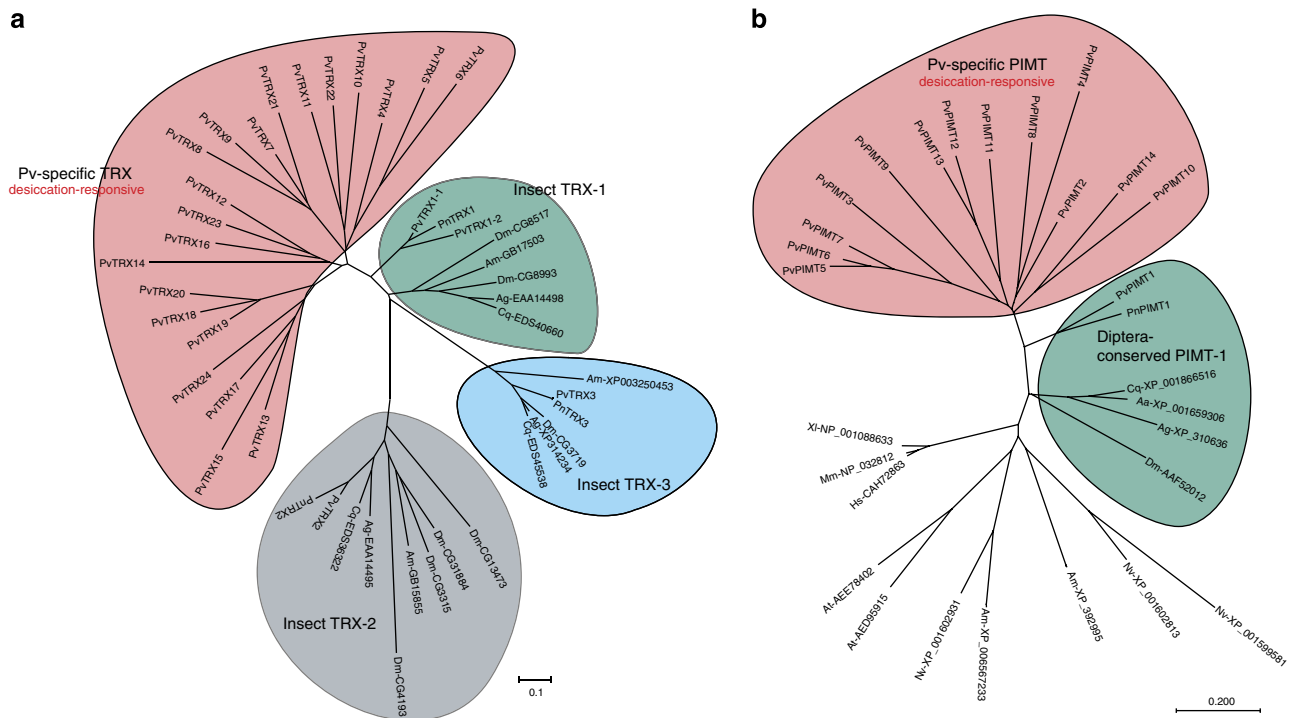 a
PvTRX10
PvTRX22
PvTRX11
PvTRX21
PvTRX4
PvTRX5
PvTRX6
PvTRX7
PvTRX9
PvTRX8
Pv-specific TRX
desiccation-responsive
PvTRX12
PvTRX23
PvTRX16
PvTRX14
PvTRX20
PvTRX18
PvTRX19
PvTRX24
PvTRX17
PvTRX15
PvTRX13
Insect TRX-1
PvTRX1-1
PnTRX1
PvTRX1-2
Dm-CG8517
Am-GB17503
Dm-CG8993
Ag-EAA14498
Cq-EDS40660
Am-XP003250453
PvTRX3
PnTRX3
Dm-CG3719
Ag-XP314234
Cq-EDS45538
Insect TRX-3
PnTRX2
PvTRX2
Cq-EDS36322
Ag-EAA14495
Am-GB15855
Dm-CG3315
Dm-CG31884
Dm-CG13473
Dm-CG4193
Insect TRX-2
0.1
b
Pv-specific PIMT
desiccation-responsive
PvPIMT4
PvPIMT8
PvPIMT11
PvPIMT12
PvPIMT13
PvPIMT9
PvPIMT3
PvPIMT7
PvPIMT6
PvPIMT5
PvPIMT2
PvPIMT14
PvPIMT10
PvPIMT1
PnPIMT1
Diptera-
conserved PIMT-1
Cq-XP_001866516
Aa-XP_001659306
Ag-XP_310636
Dm-AAF52012
Xl-NP_001088633
Mm-NP_032812
Hs-CAH72863
At-AEE78402
At-AED95915
Nv-XP_001602931
Am-XP_006567233
Am-XP_392995
Nv-XP_001602813
Nv-XP_001599581
0.200